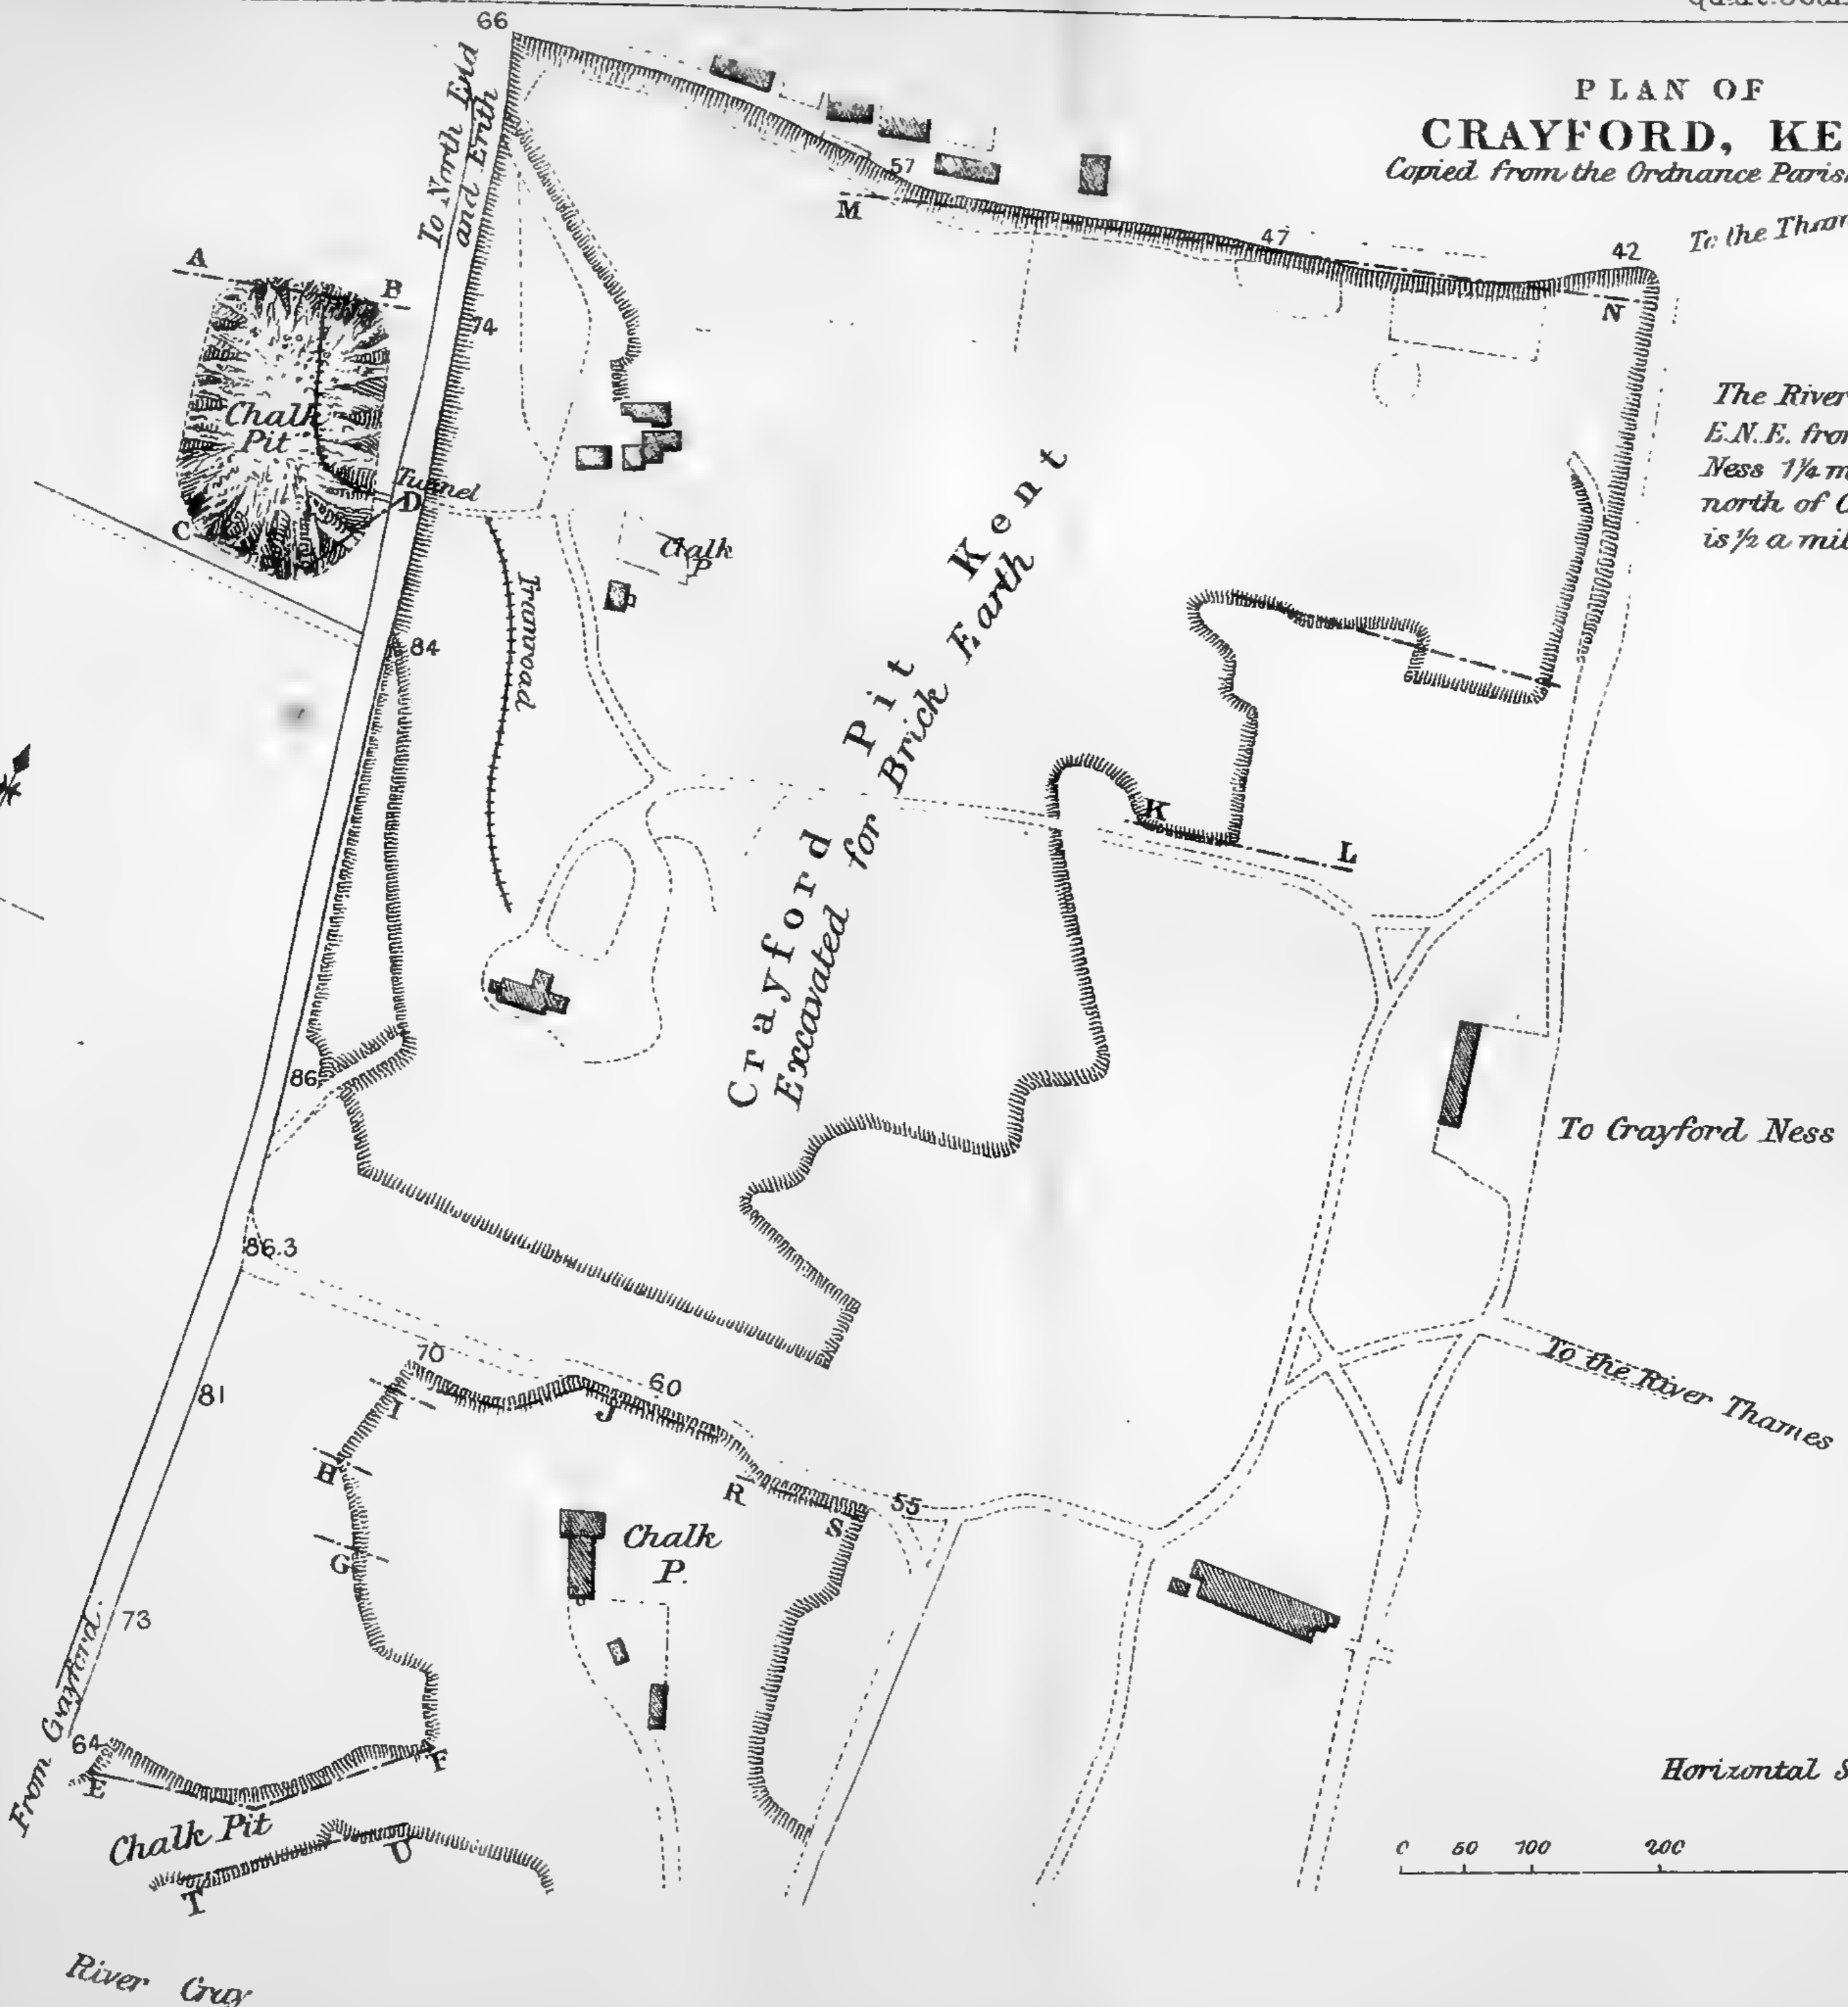 66
To North End
and Erith
PLAN OF
CRAYFORD, KE
Copied from the Ordnance Parish
To the Tham
57
M
47
42
N
A
B
74
Chalk
Pit
Tunnel
D
C
The River
E.N.E. from
Ness 1¼ m
north of C
is ½ a mil
Chalk
P
Tramroad
84
Crayford Pit Kent
Excavated for Brick Earth
K
L
86
To Crayford Ness
86.3
70
60
81
I
J
To the River Thames
H
R
S
55
G
Chalk
P.
73
From Crayford
64
E
F
Chalk Pit
T
U
Horizontal S
0 50 100 200
River Cray